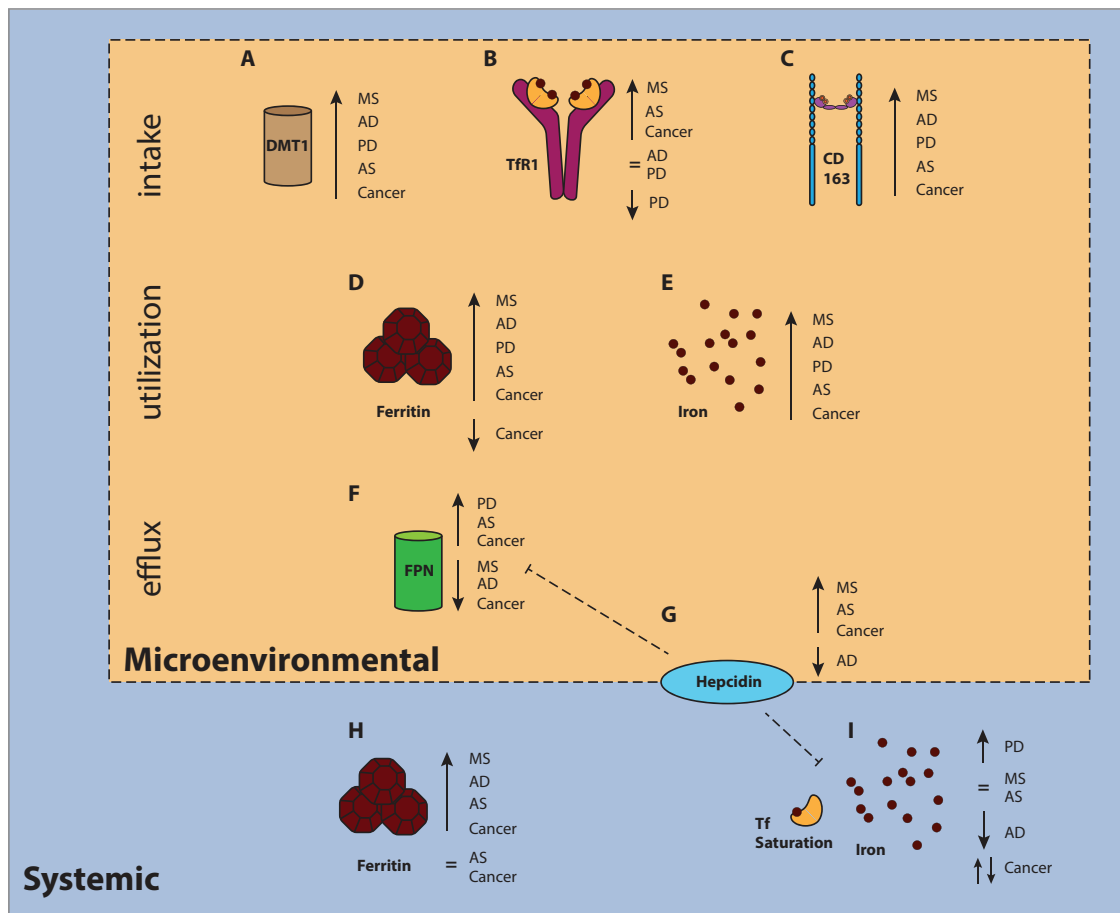 intake
A
DMT1
MS
AD
PD
AS
Cancer
B
TfR1
MS
AS
Cancer
=
AD
PD
PD
C
CD
163
MS
AD
PD
AS
Cancer
utilization
D
Ferritin
MS
AD
PD
AS
Cancer
Cancer
E
Iron
MS
AD
PD
AS
Cancer
efflux
F
FPN
PD
AS
Cancer
MS
AD
Cancer
G
Hepcidin
MS
AS
Cancer
AD
Microenvironmental
H
Ferritin
MS
AD
AS
Cancer
=
AS
Cancer
I
Tf
Saturation
Iron
PD
=
MS
AS
AD
Cancer
Systemic